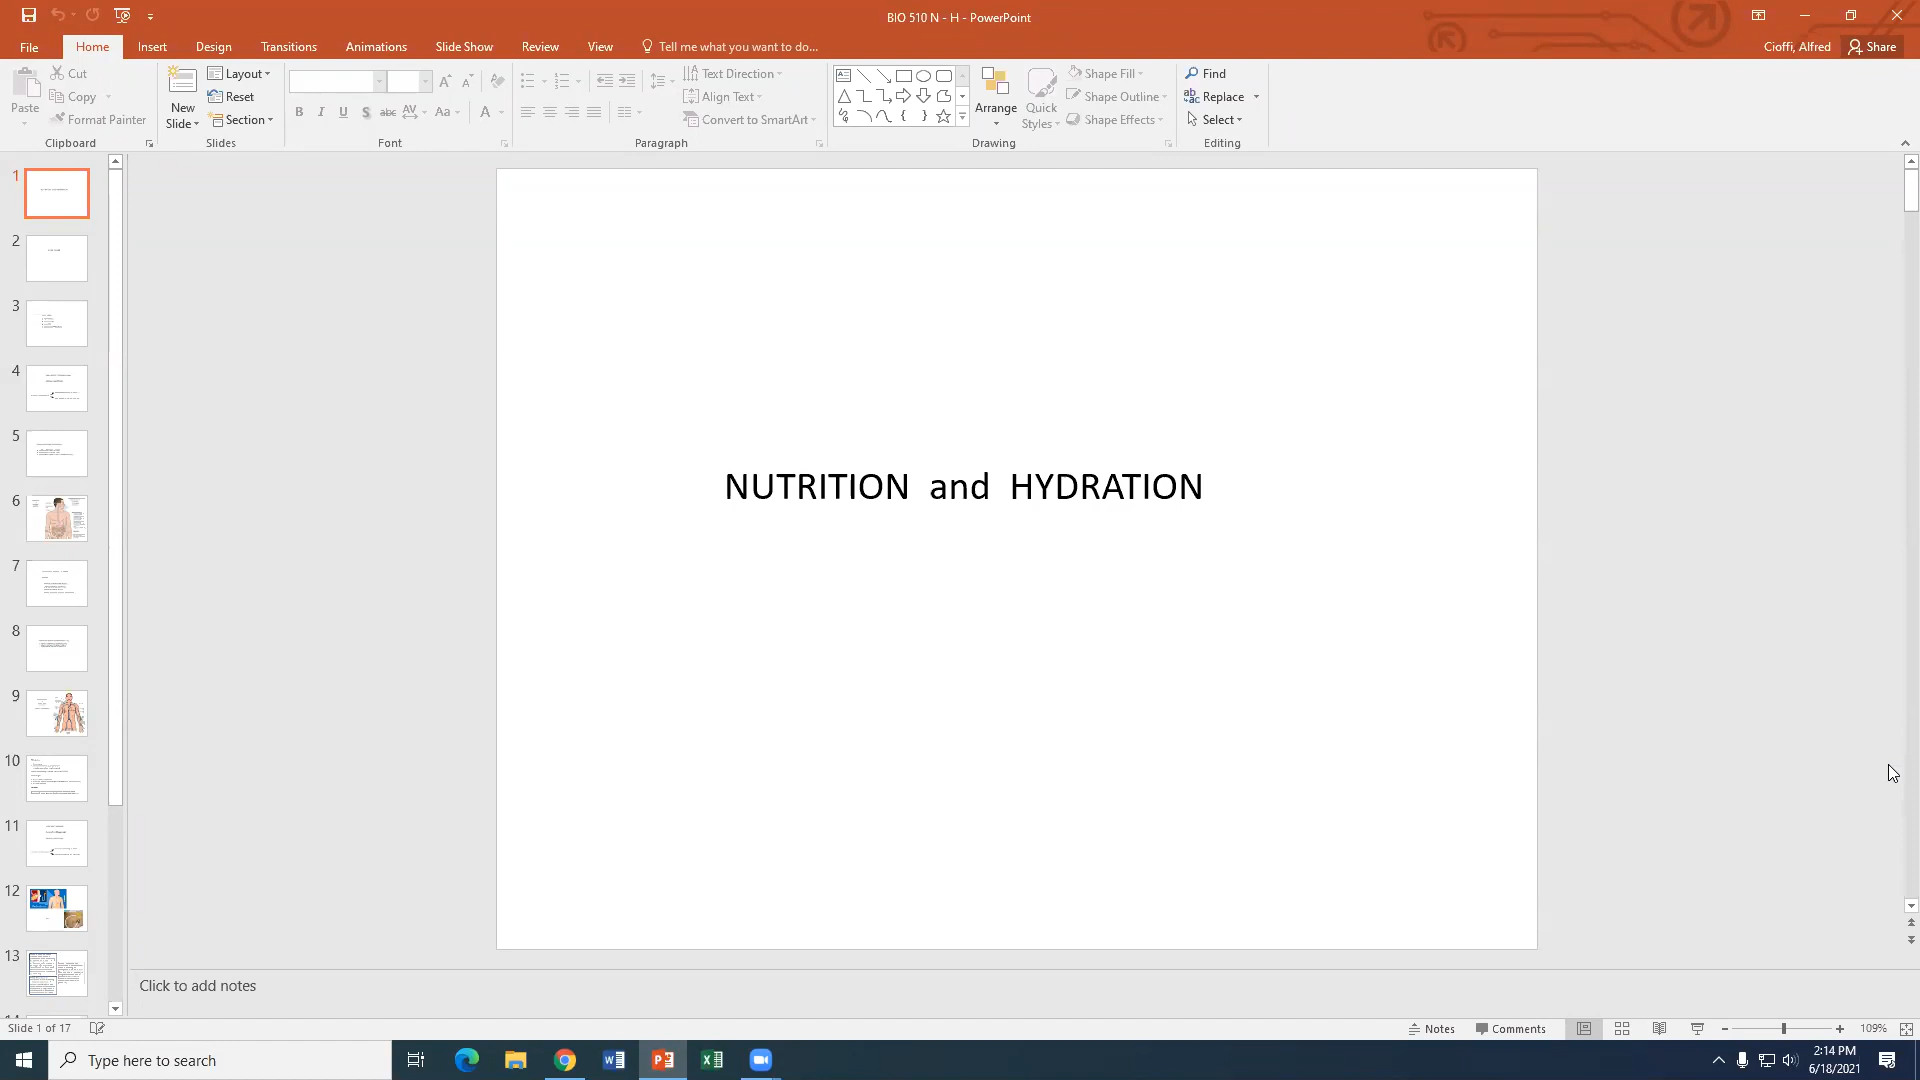 BIO 510 N - H - PowerPoint
File Home Insert Design Transitions Animations Slide Show Review View Tell me what you want to do... Cioffi, Alfred Share
Cut Layout Text Direction Shape Fill Find
Copy Reset Align Text Shape Outline Replace
Paste Format Painter New Slide Section B I U S abc AV Aa A Convert to SmartArt Arrange Quick Styles Shape Effects Select
Clipboard Slides Font Paragraph Drawing Editing
1
2
3
4
5
6
7
8
9
10
11
12
13
NUTRITION and HYDRATION
Click to add notes
Slide 1 of 17 Notes Comments 109%
Type here to search 2:14 PM
6/18/2021